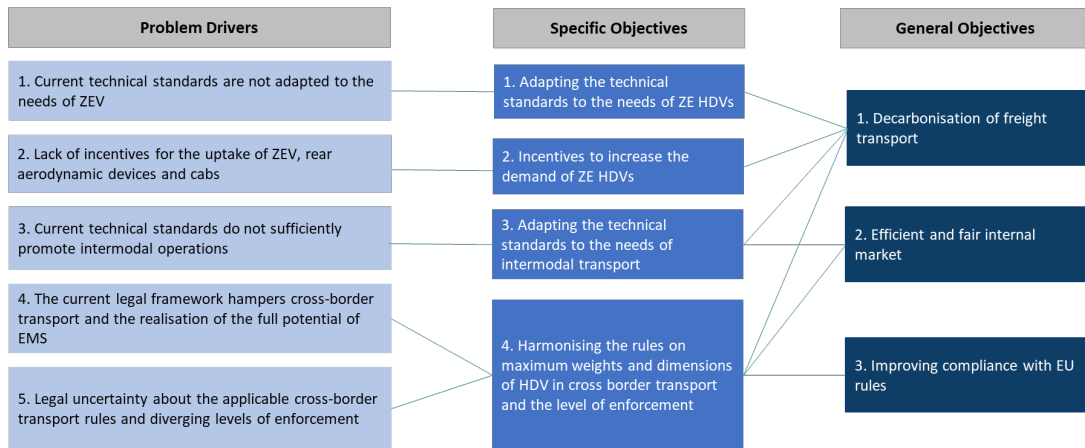 Problem Drivers
1. Current technical standards are not adapted to the
needs of ZEV
2. Lack of incentives for the uptake of ZEV, rear
aerodynamic devices and cabs
3. Current technical standards do not sufficiently
promote intermodal operations
4. The current legal framework hampers cross-border
transport and the realisation of the full potential of
EMS
5. Legal uncertainty about the applicable cross-border
transport rules and diverging levels of enforcement
Specific Objectives
1. Adapting the technical
standards to the needs of ZE HDVs
2. Incentives to increase the
demand of ZE HDVs
3. Adapting the technical
standards to the needs of
intermodal transport
4. Harmonising the rules on
maximum weights and dimensions
of HDV in cross border transport
and the level of enforcement
General Objectives
1. Decarbonisation of freight
transport
2. Efficient and fair internal
market
3. Improving compliance with EU
rules